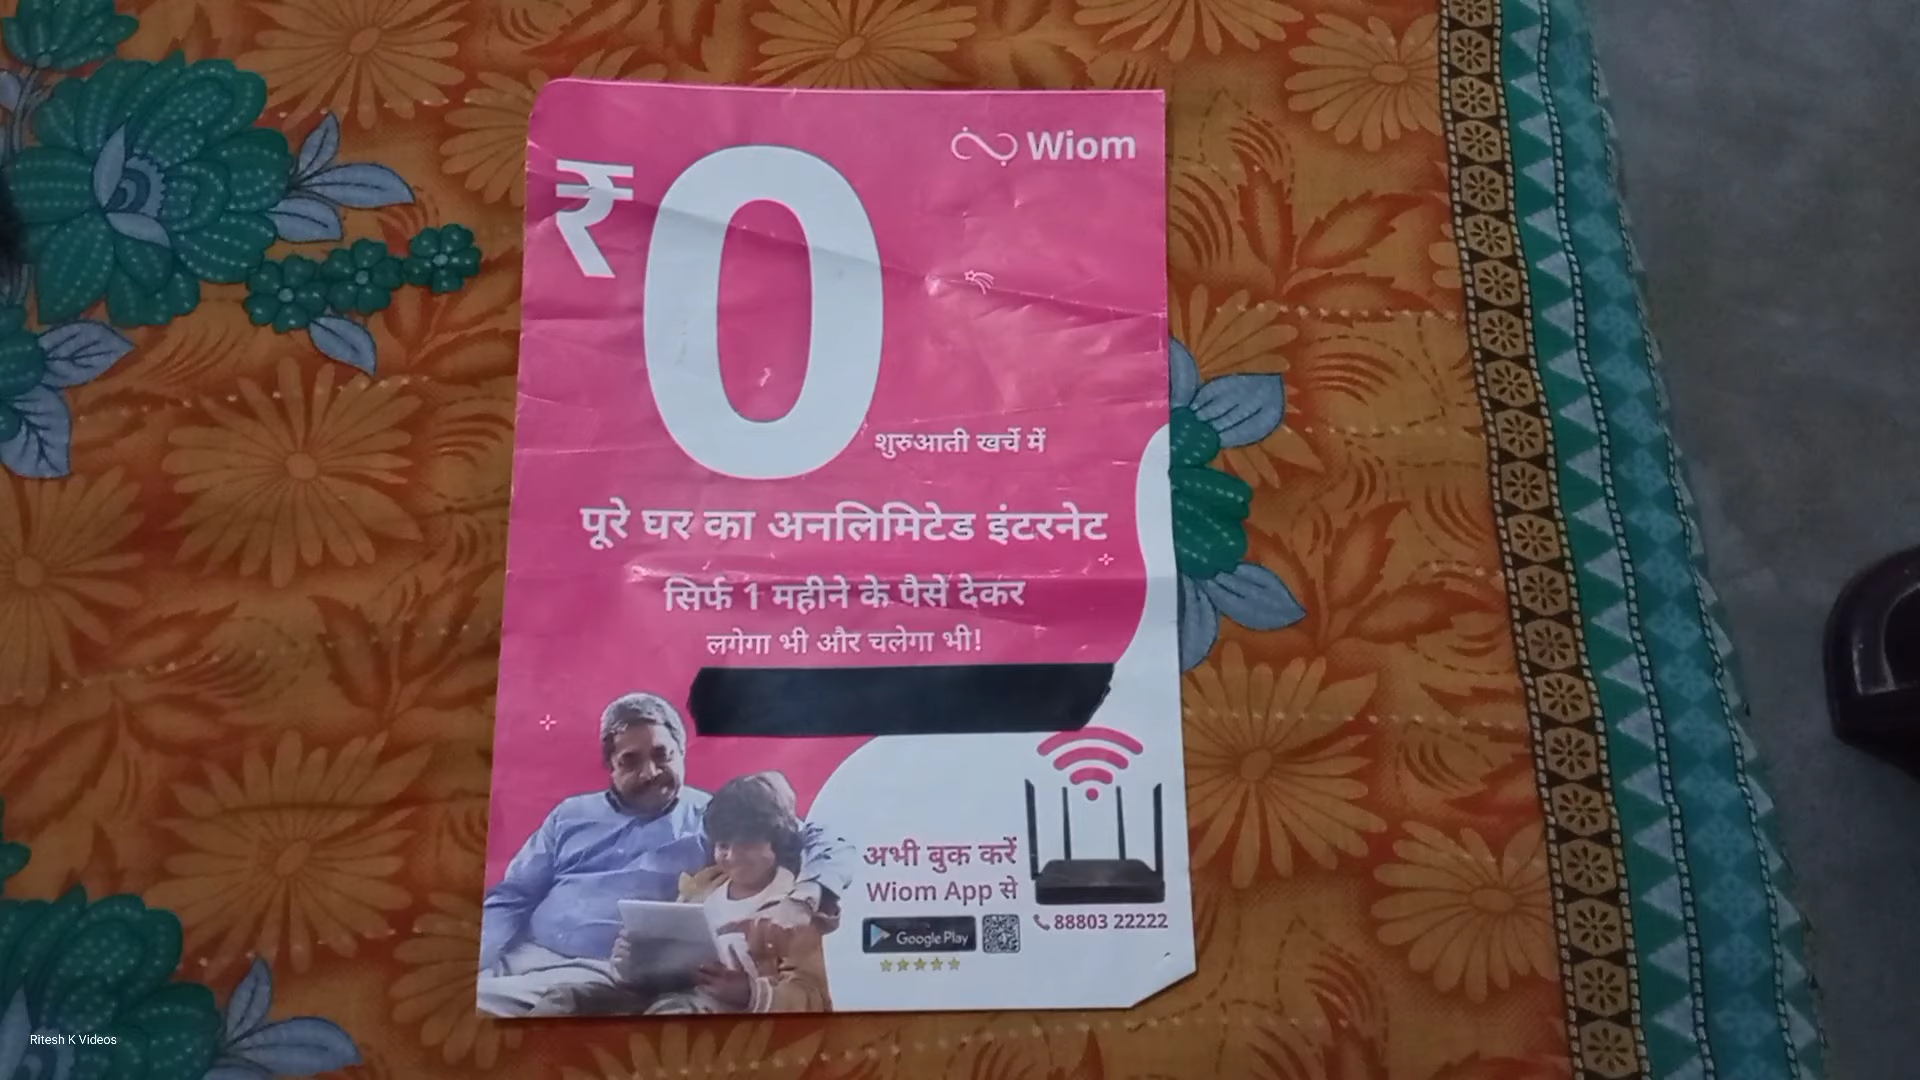 Wiom
₹0
शुरुआती खर्चे में
पूरे घर का अनलिमिटेड इंटरनेट
सिर्फ 1 महीने के पैसे देकर
लगेगा भी और चलेगा भी!
अभी बुक करें
Wiom App से
Google Play
88803 22222
Ritesh K Videos